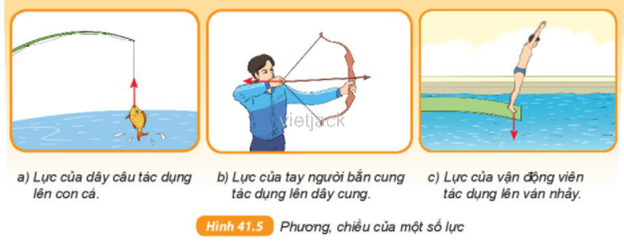 vietjack
a) Lực của dây câu tác dụng
lên con cá.
b) Lực của tay người bắn cung
tác dụng lên dây cung.
c) Lực của vận động viên
tác dụng lên ván nhảy.
Hình 41.5 Phương, chiều của một số lực